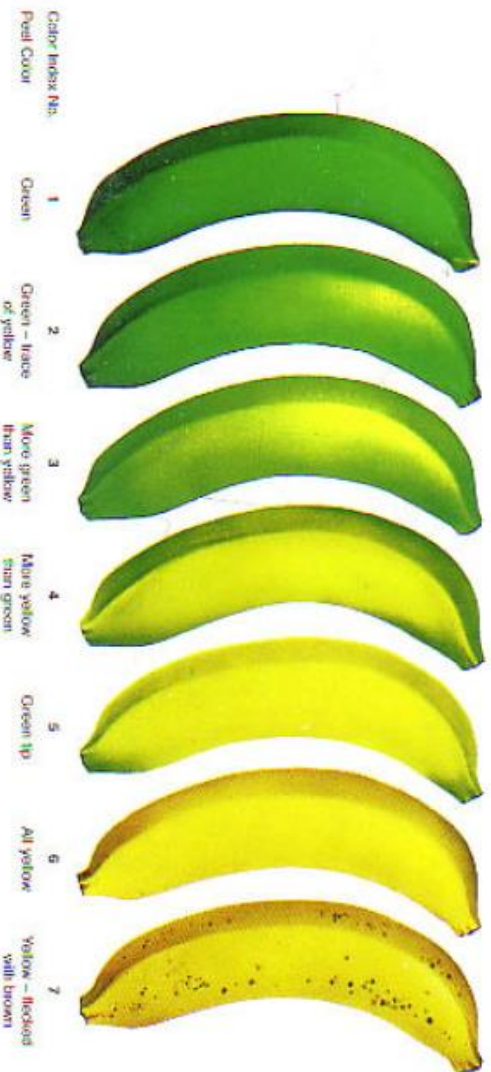 Color Index No. 1 2 3 4 5 6 7
Peel Color Green Green – trace More green More yellow Green tip All yellow Yellow – flecked
of yellow than yellow than green with brown